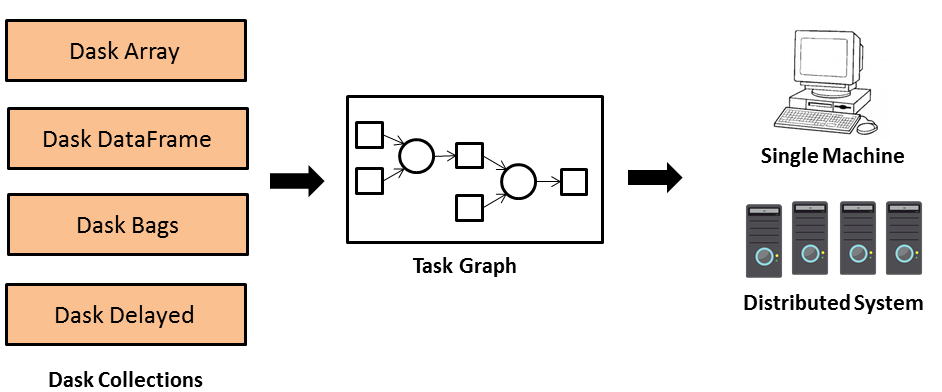 Dask Array
Dask DataFrame
Dask Bags
Dask Delayed
Dask Collections
Task Graph
Single Machine
Distributed System